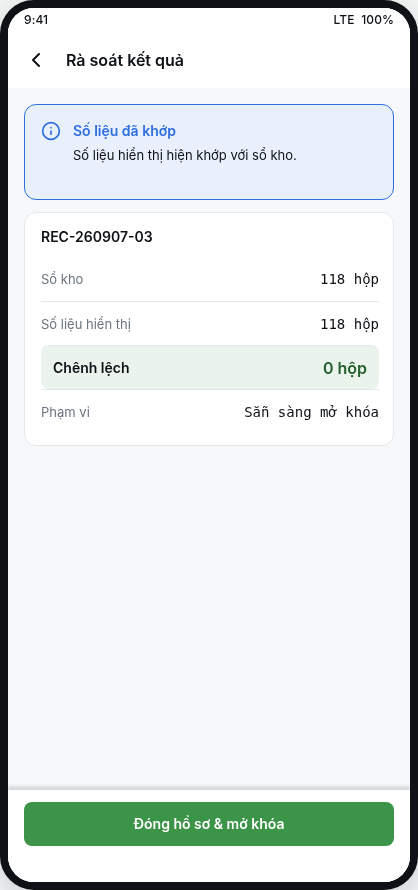 9:41 LTE 100%
Rà soát kết quả
Số liệu đã khớp
Số liệu hiển thị hiện khớp với sổ kho.
REC-260907-03
Sổ kho 118 hộp
Số liệu hiển thị 118 hộp
Chênh lệch 0 hộp
Phạm vi Sẵn sàng mở khóa
Đóng hồ sơ & mở khóa